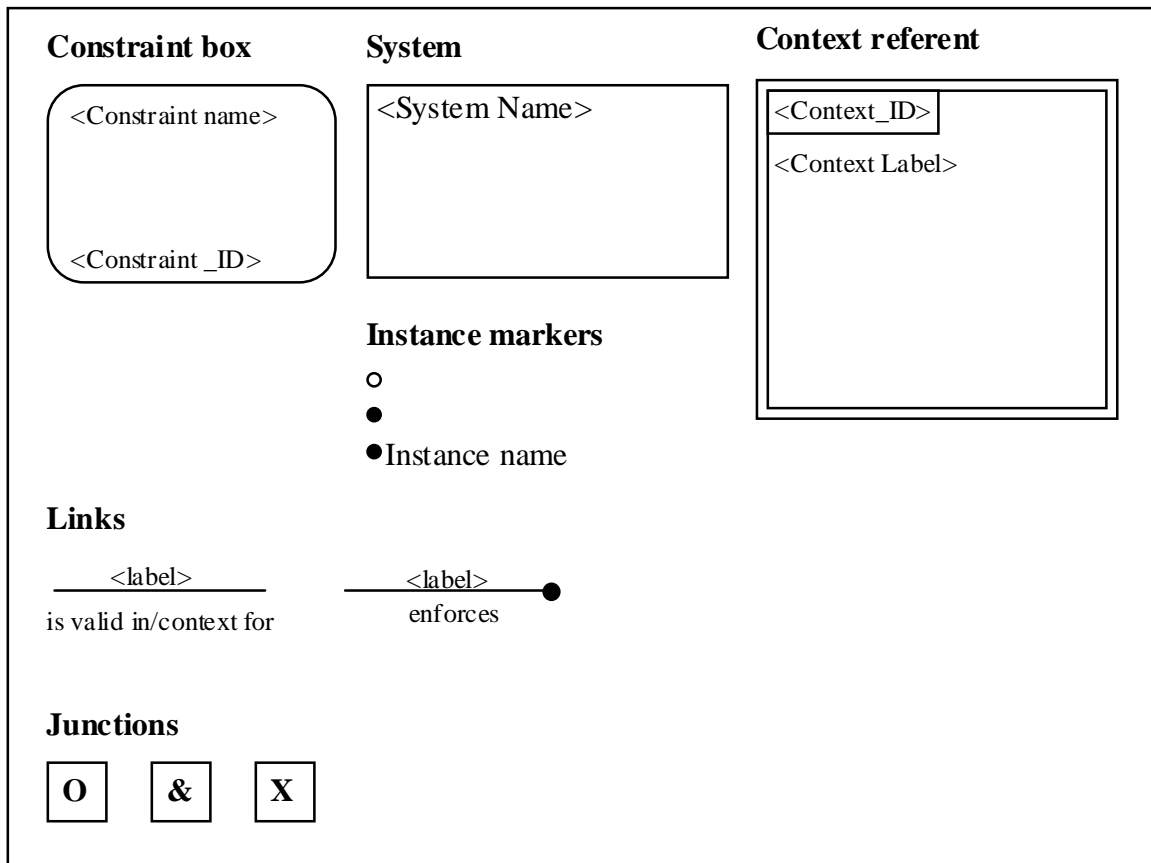 Constraint box
<Constraint name>
<Constraint _ID>
System
<System Name>
Context referent
<Context_ID>
<Context Label>
Instance markers
Instance name
Links
<label>
is valid in/context for
<label>
enforces
Junctions
O & X